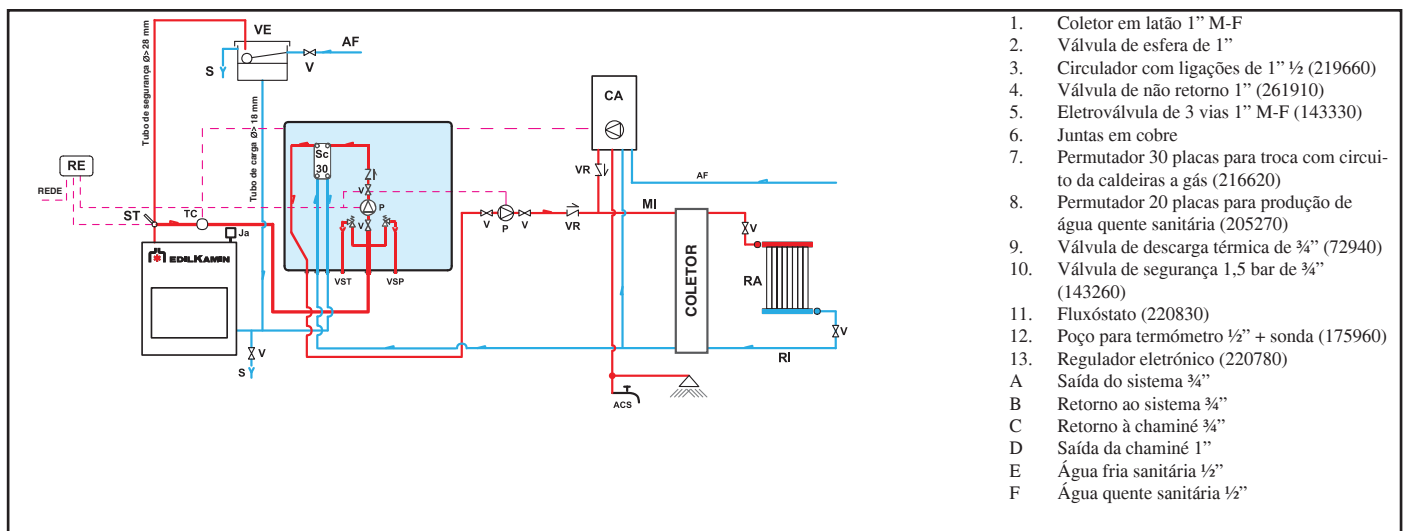 VE
AF
S
V
Tubo de segurança Ø> 28 mm
Tubo de carga Ø> 18 mm
CA
RE
REDE
ST
TC
Ja
EDILKAMIN
Sc
30
V
P
V
VST
VSP
V
P
V
VR
VR
AF
MI
COLETOR
V
RA
V
RI
V
S
ACS
1. Coletor em latão 1” M-F
2. Válvula de esfera de 1”
3. Circulador com ligações de 1” ½ (219660)
4. Válvula de não retorno 1” (261910)
5. Eletroválvula de 3 vias 1” M-F (143330)
6. Juntas em cobre
7. Permutador 30 placas para troca com circui-
to da caldeiras a gás (216620)
8. Permutador 20 placas para produção de
água quente sanitária (205270)
9. Válvula de descarga térmica de ¾” (72940)
10. Válvula de segurança 1,5 bar de ¾”
(143260)
11. Fluxóstato (220830)
12. Poço para termómetro ½” + sonda (175960)
13. Regulador eletrónico (220780)
A Saída do sistema ¾”
B Retorno ao sistema ¾”
C Retorno à chaminé ¾”
D Saída da chaminé 1”
E Água fria sanitária ½”
F Água quente sanitária ½”